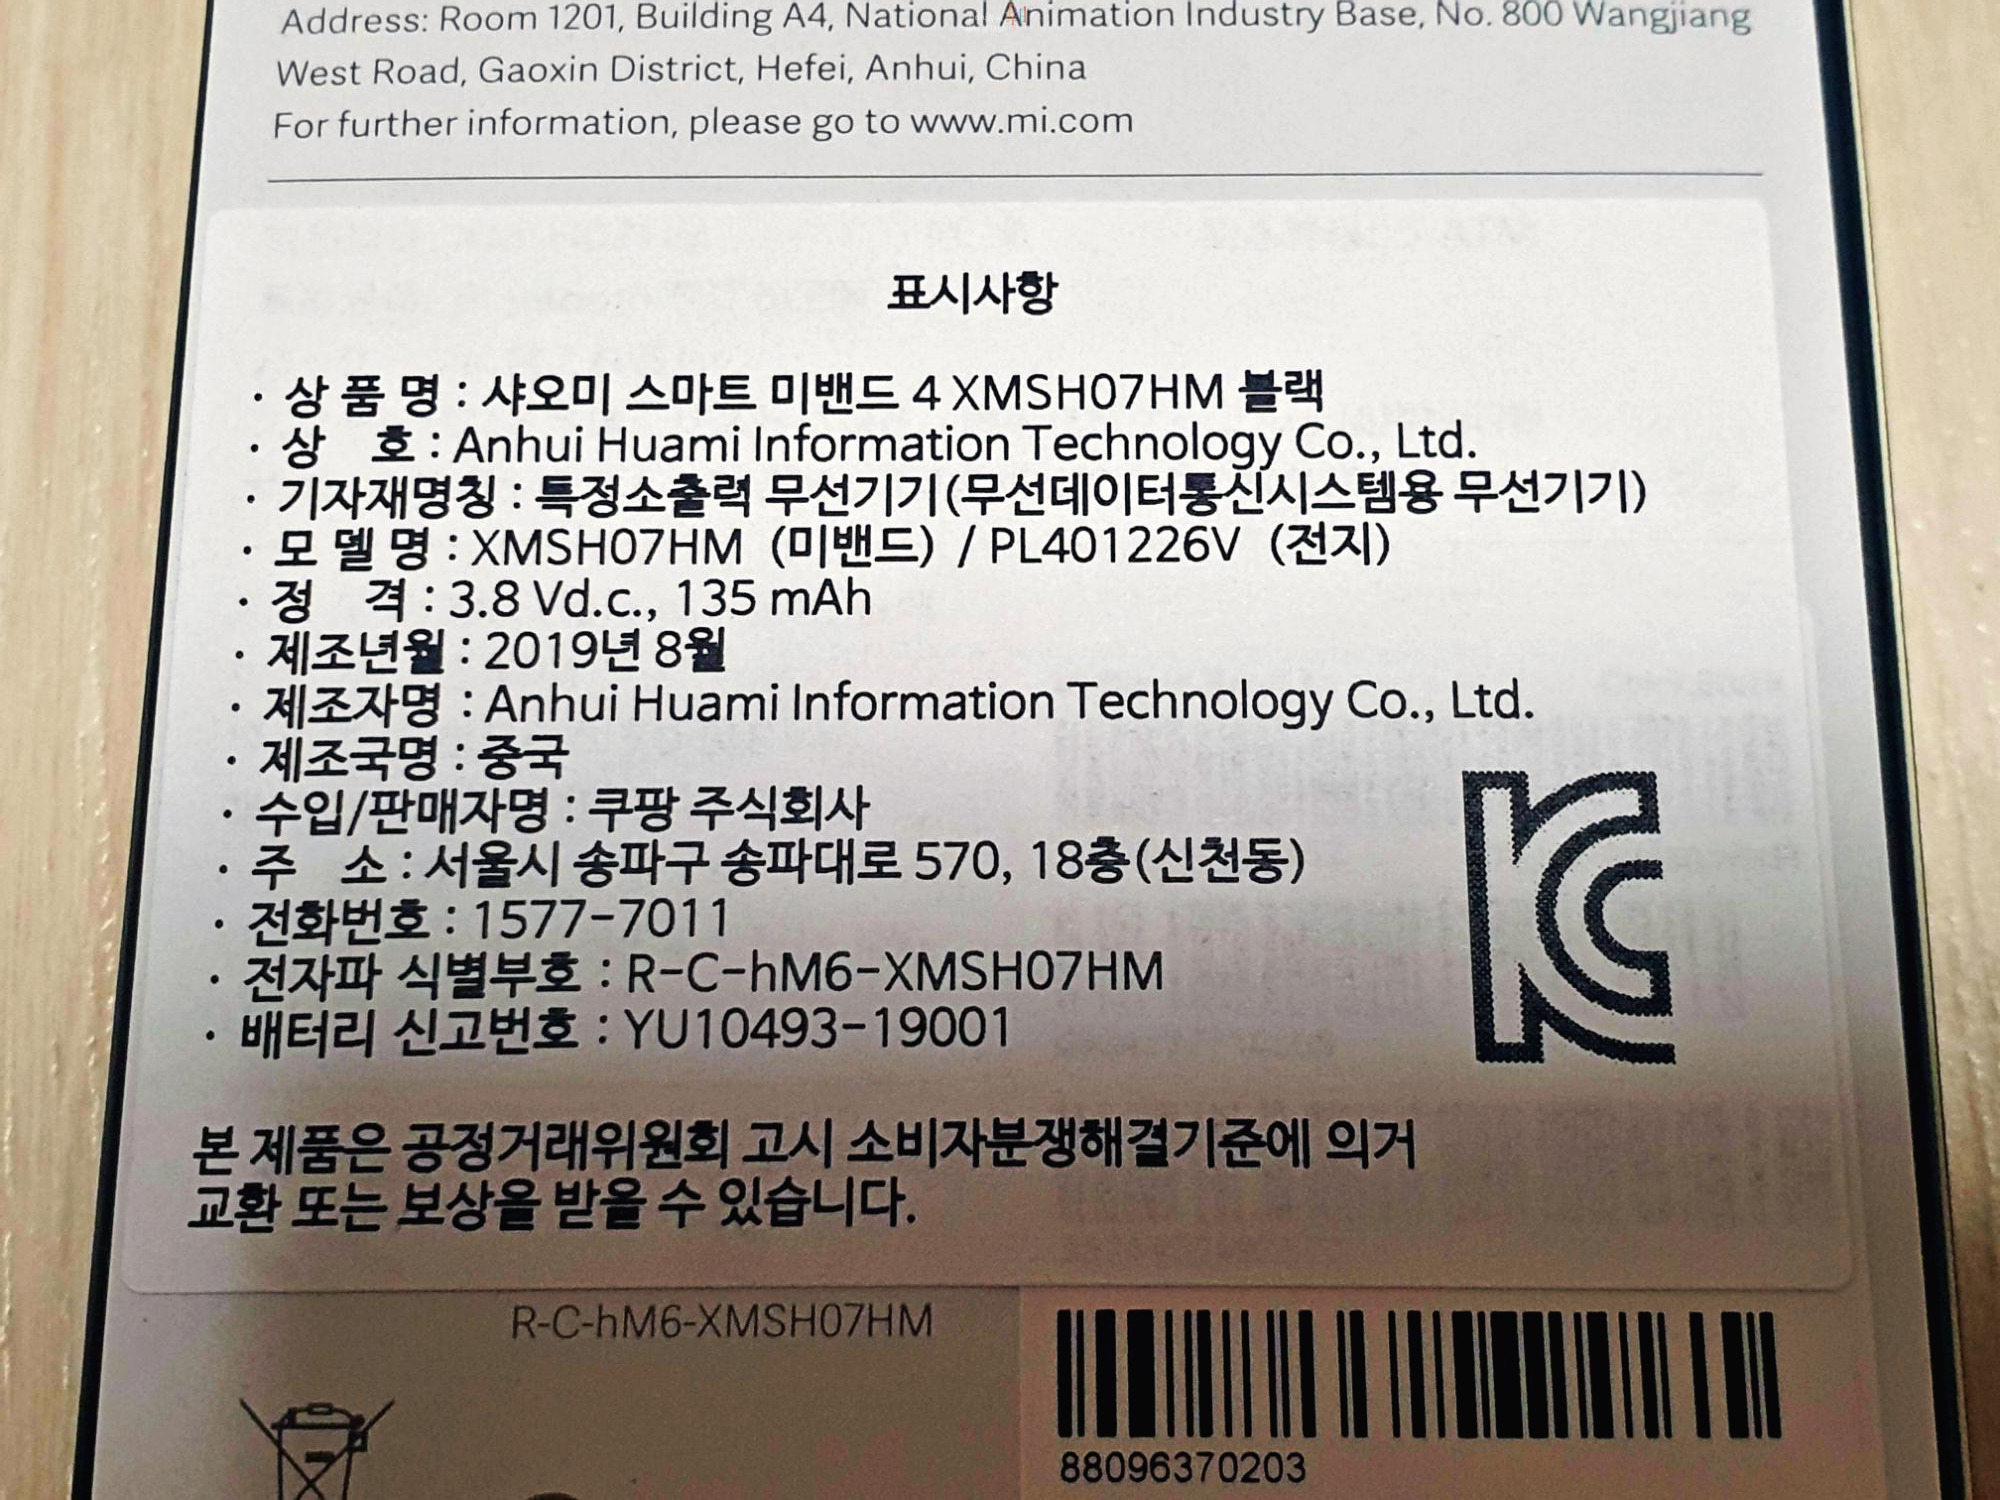 Address: Room 1201, Building A4, National Animation Industry Base, No. 800 Wangjiang
West Road, Gaoxin District, Hefei, Anhui, China
For further information, please go to www.mi.com
표시사항
· 상 품 명 : 샤오미 스마트 미밴드 4 XMSH07HM 블랙
· 상 호 : Anhui Huami Information Technology Co., Ltd.
· 기자재명칭 : 특정소출력 무선기기(무선데이터통신시스템용 무선기기)
· 모 델 명 : XMSH07HM (미밴드) / PL401226V (전지)
· 정 격 : 3.8 Vd.c., 135 mAh
· 제조년월 : 2019년 8월
· 제조자명 : Anhui Huami Information Technology Co., Ltd.
· 제조국명 : 중국
· 수입/판매자명 : 쿠팡 주식회사
· 주 소 : 서울시 송파구 송파대로 570, 18층(신천동)
· 전화번호 : 1577-7011
· 전자파 식별부호 : R-C-hM6-XMSH07HM
· 배터리 신고번호 : YU10493-19001
본 제품은 공정거래위원회 고시 소비자분쟁해결기준에 의거
교환 또는 보상을 받을 수 있습니다.
R-C-hM6-XMSH07HM
88096370203